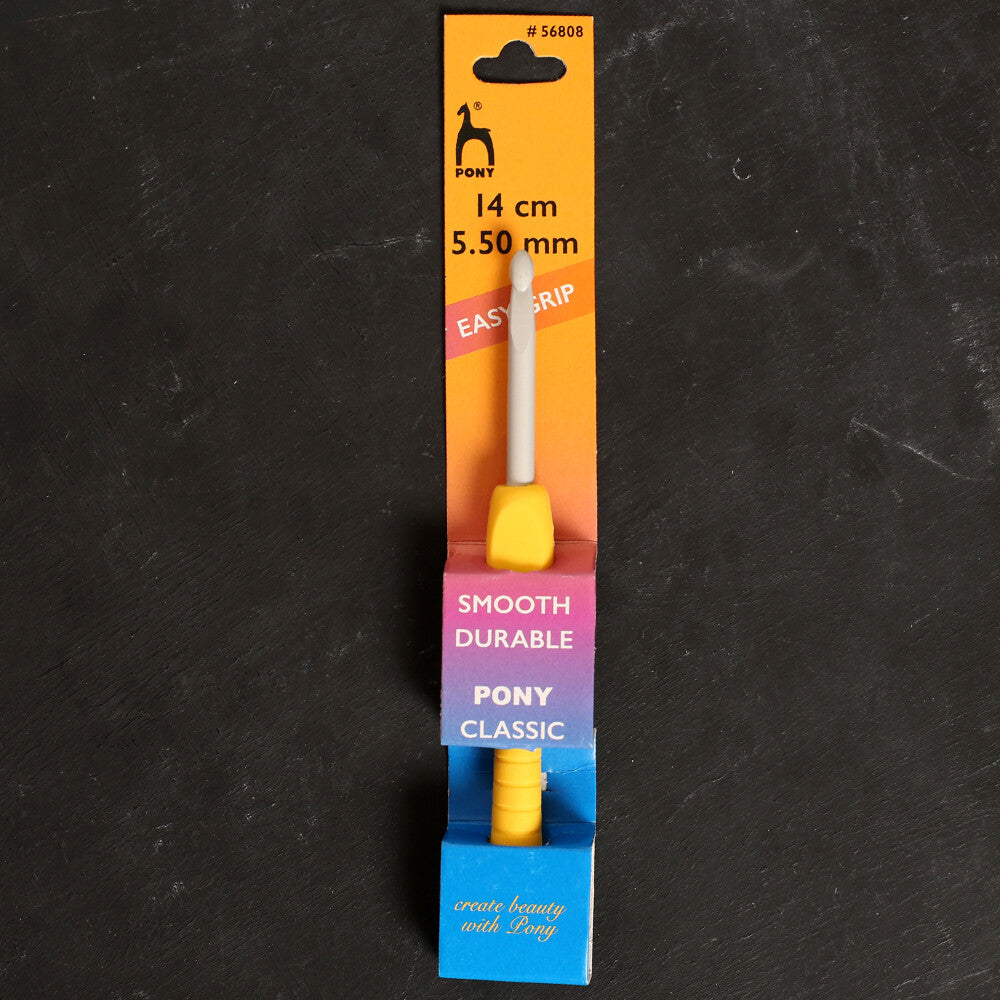 # 56808
®
PONY
14 cm
5.50 mm
EASY GRIP
SMOOTH
DURABLE
PONY
CLASSIC
create beauty
with Pony